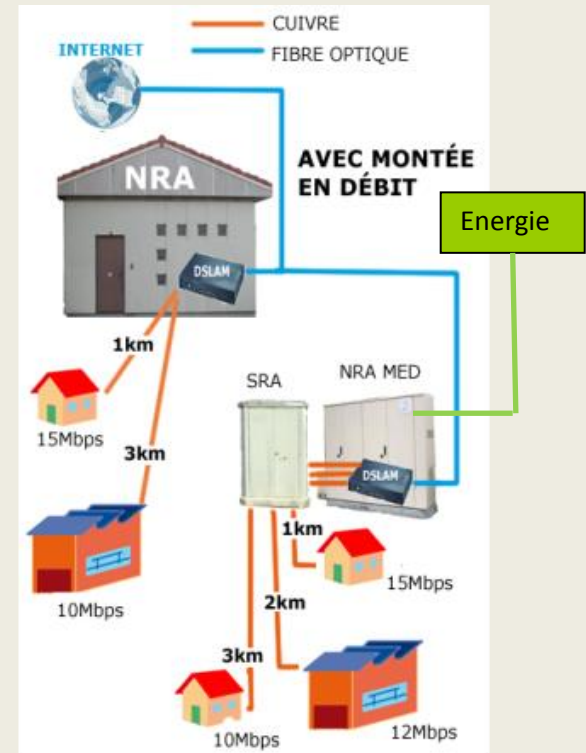 CUIVRE
INTERNET
FIBRE OPTIQUE
AVEC MONTÉE
EN DÉBIT
NRA
Energie
DSLAM
1km
SRA
NRA MED
15Mbps
3km
DSLAM
1km
10Mbps
15Mbps
2km
3km
10Mbps
12Mbps